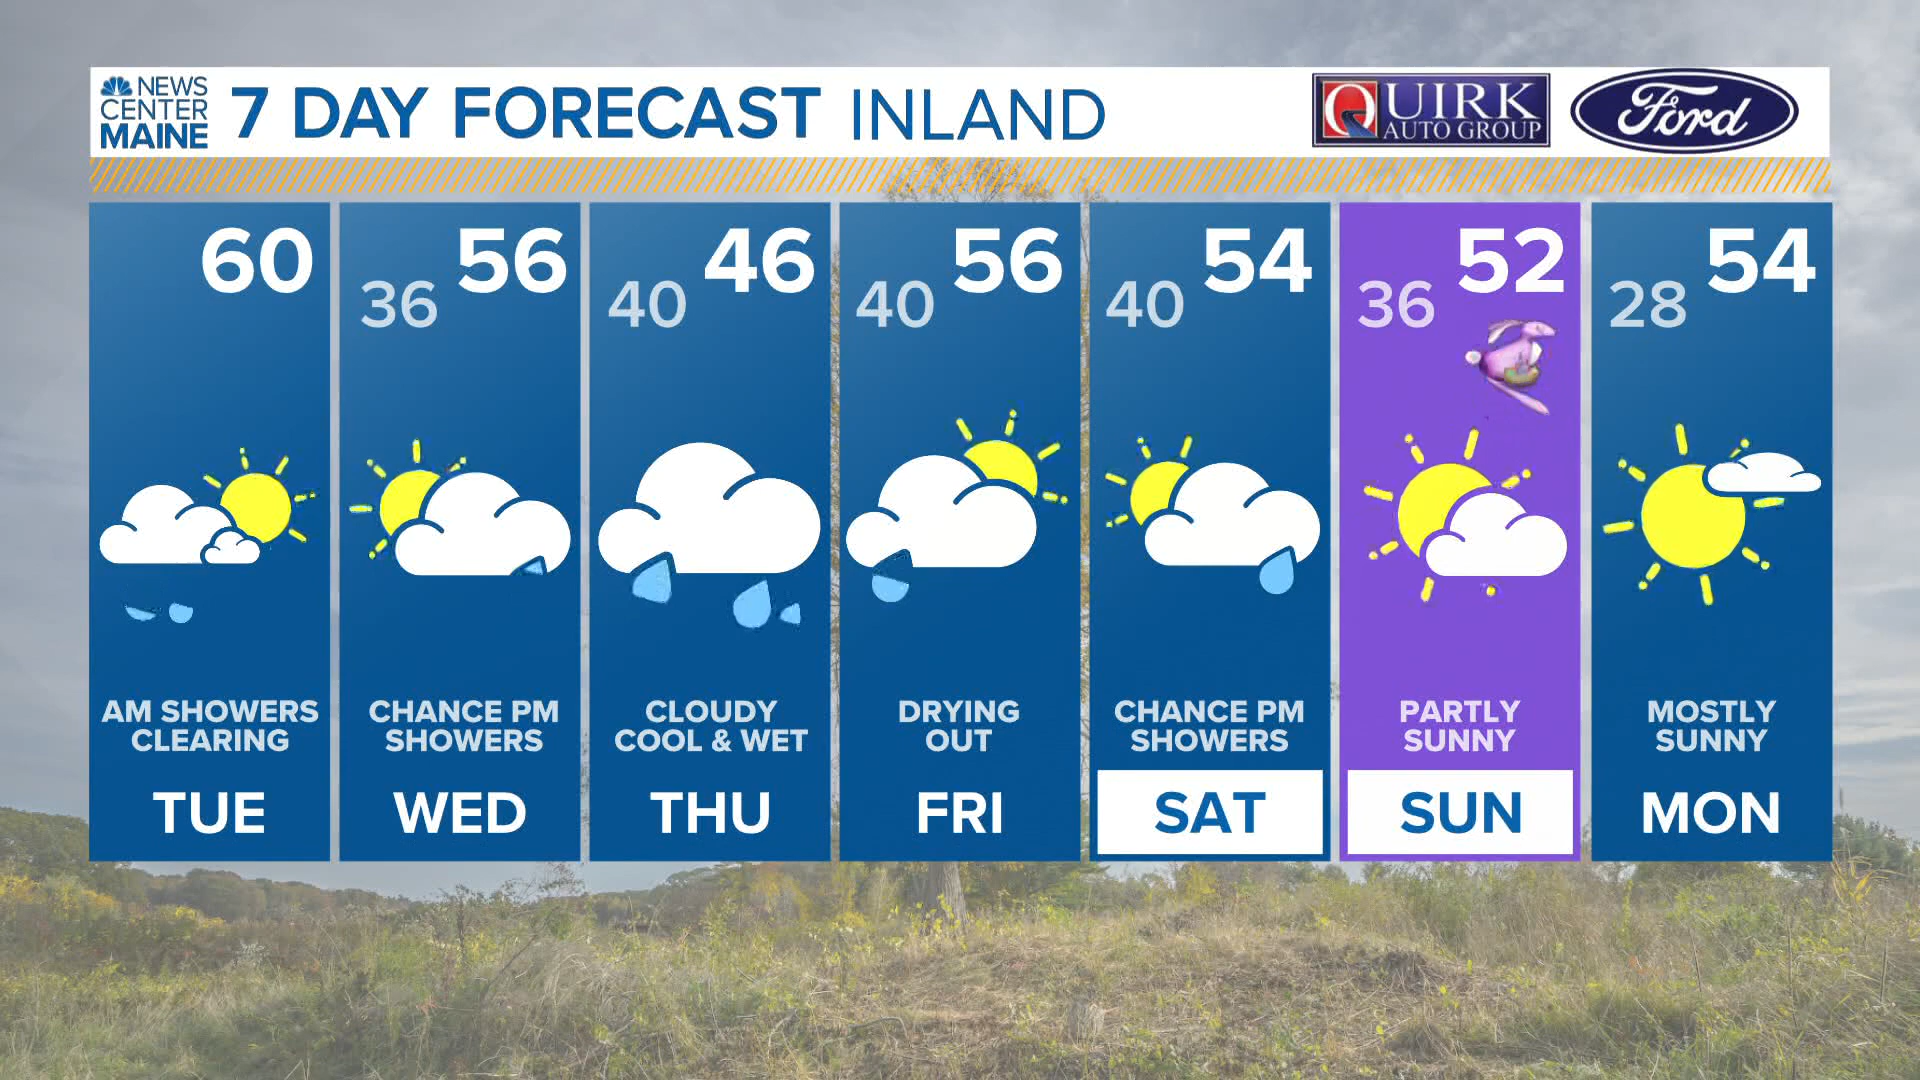 NEWS
CENTER
MAINE
7 DAY FORECAST INLAND
QUIRK
AUTO GROUP
Ford
60
36 56
40 46
40 56
40 54
36 52
28 54
AM SHOWERS
CLEARING
CHANCE PM
SHOWERS
CLOUDY
COOL & WET
DRYING
OUT
CHANCE PM
SHOWERS
PARTLY
SUNNY
MOSTLY
SUNNY
TUE
WED
THU
FRI
SAT
SUN
MON